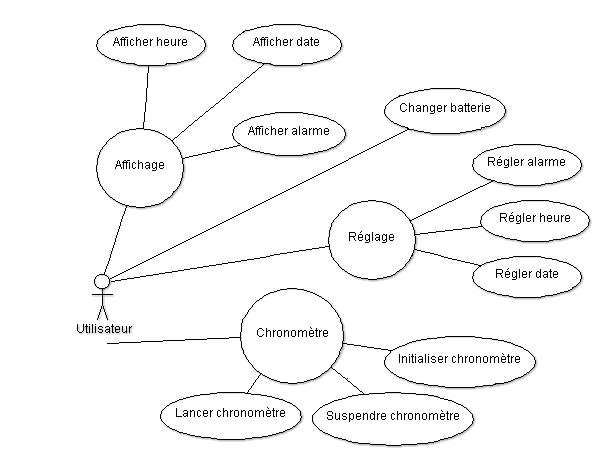 Afficher heure
Afficher date
Changer batterie
Afficher alarme
Affichage
Régler alarme
Régler heure
Réglage
Régler date
Utilisateur
Chronomètre
Initialiser chronomètre
Lancer chronomètre
Suspendre chronomètre